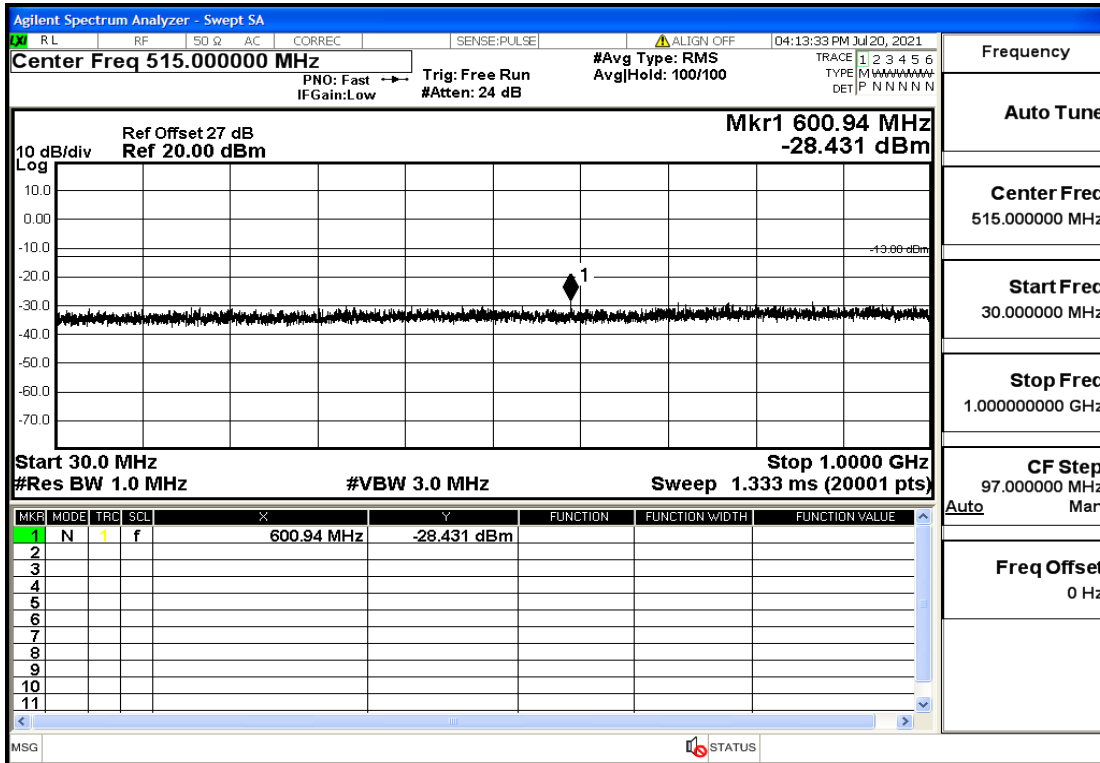 Agilent Spectrum Analyzer - Swept SA
LXI RL RF 50 Ω AC CORREC SENSE:PULSE ALIGN OFF 04:13:33 PM Jul 20, 2021
Center Freq 515.000000 MHz
PNO: Fast
IFGain:Low
Trig: Free Run
#Atten: 24 dB
#Avg Type: RMS
Avg|Hold: 100/100
TRACE 1 2 3 4 5 6
TYPE M WWWWW
DET P N N N N N
Mkr1 600.94 MHz
-28.431 dBm
Ref Offset 27 dB
10 dB/div Ref 20.00 dBm
Log
10.0
0.00
-10.0
-13.00 dBm
-20.0
1
-30.0
-40.0
-50.0
-60.0
-70.0
Start 30.0 MHz Stop 1.0000 GHz
#Res BW 1.0 MHz #VBW 3.0 MHz Sweep 1.333 ms (20001 pts)
MKR MODE TRC SCL X Y FUNCTION FUNCTION WIDTH FUNCTION VALUE
1 N 1 f 600.94 MHz -28.431 dBm
2
3
4
5
6
7
8
9
10
11
MSG STATUS
Frequency
Auto Tune
Center Freq
515.000000 MHz
Start Freq
30.000000 MHz
Stop Freq
1.000000000 GHz
CF Step
97.000000 MHz
Auto Man
Freq Offset
0 Hz